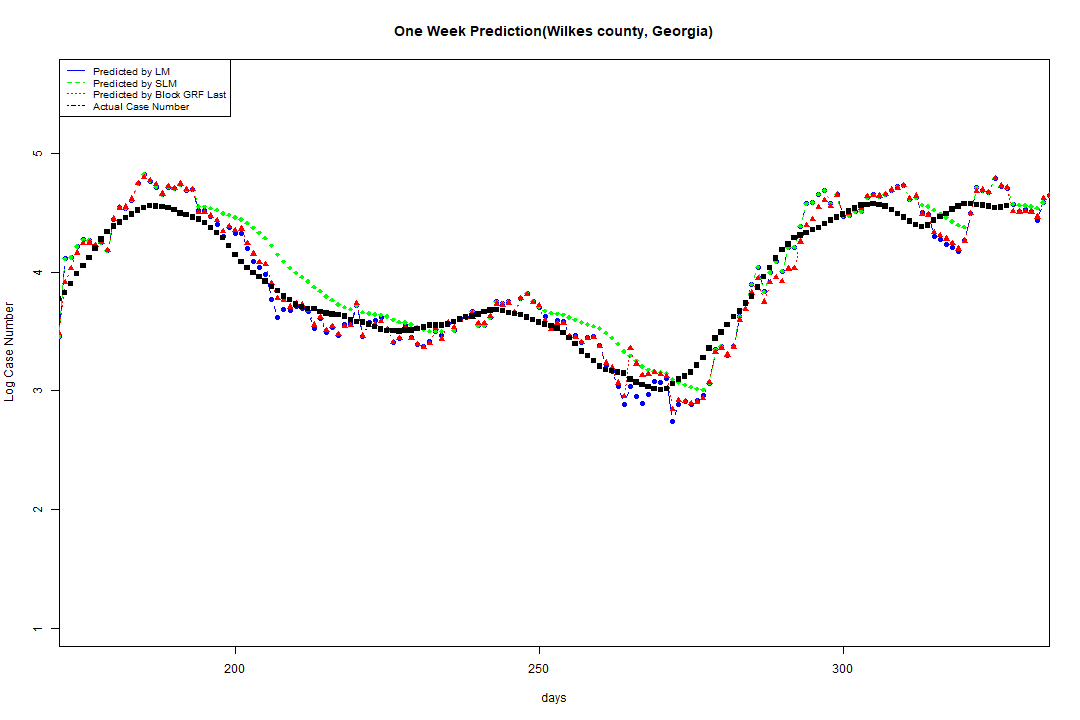 One Week Prediction(Wilkes county, Georgia)
Predicted by LM
Predicted by SLM
Predicted by Block GRF Last
Actual Case Number
5
4
3
2
1
Log Case Number
200 250 300
days